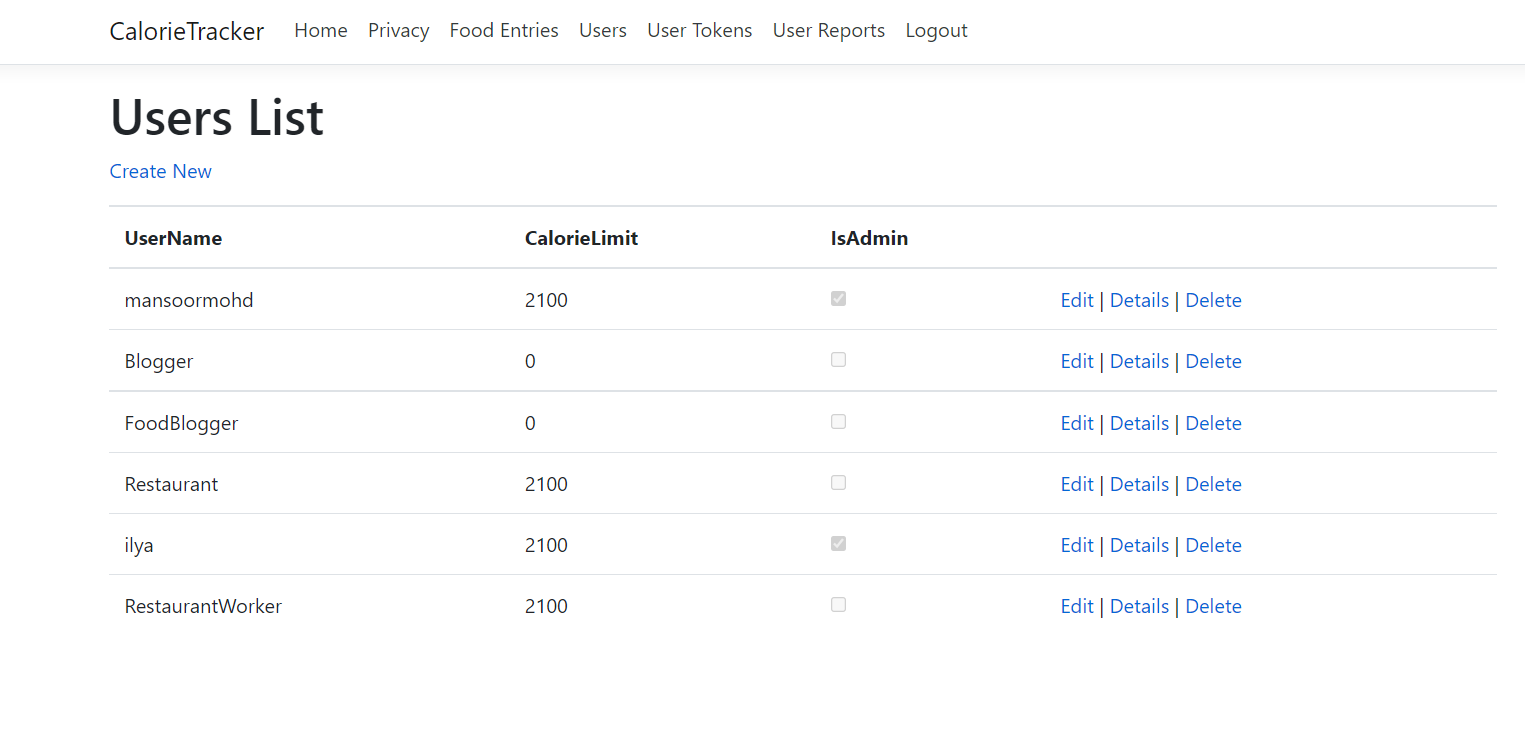 CalorieTracker Home Privacy Food Entries Users User Tokens User Reports Logout
Users List
Create New
UserName CalorieLimit IsAdmin
mansoormohd 2100 Edit | Details | Delete
Blogger 0 Edit | Details | Delete
FoodBlogger 0 Edit | Details | Delete
Restaurant 2100 Edit | Details | Delete
ilya 2100 Edit | Details | Delete
RestaurantWorker 2100 Edit | Details | Delete